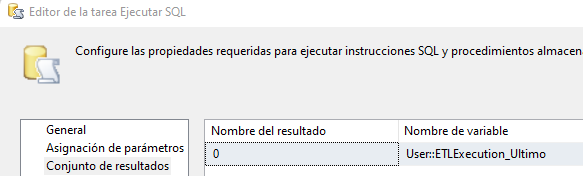 Editor de la tarea Ejecutar SQL
Configure las propiedades requeridas para ejecutar instrucciones SQL y procedimientos almacena
General
Asignación de parámetros
Conjunto de resultados
Nombre del resultado Nombre de variable
0 User::ETLExecution_Ultimo